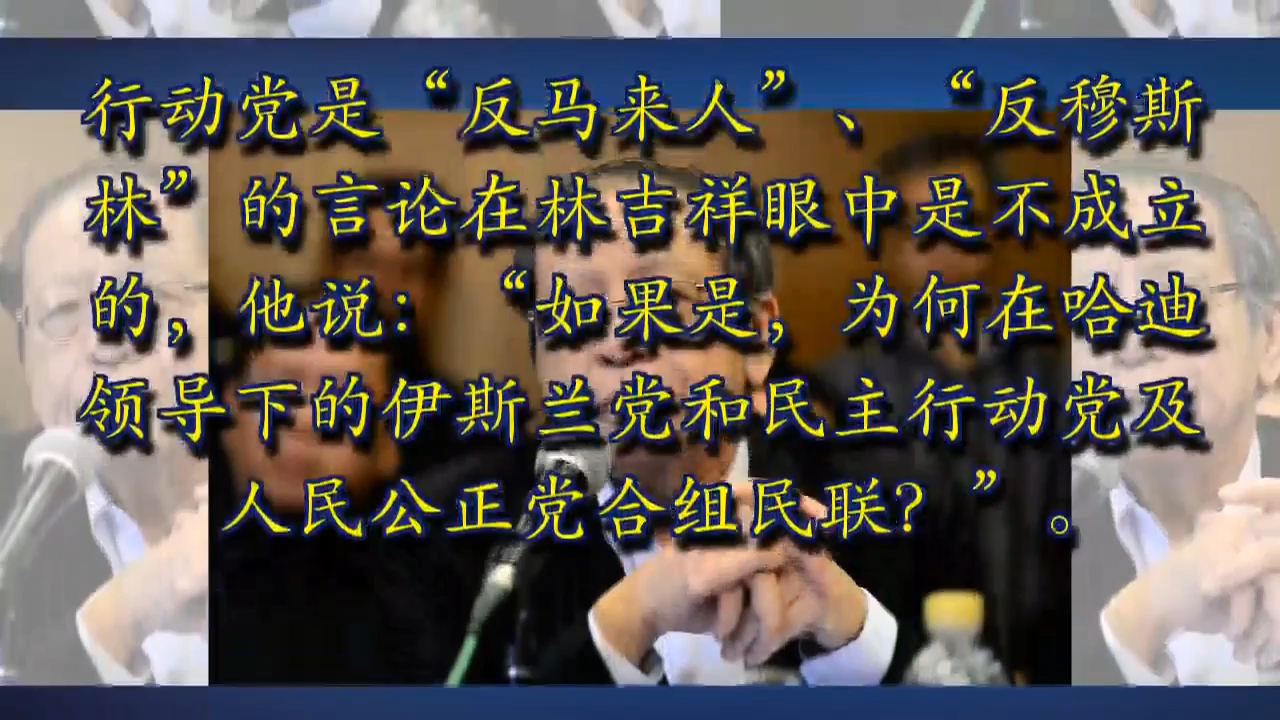 行动党是“反马来人”、“反穆斯
林”的言论在林吉祥眼中是不成立
的，他说：“如果是，为何在哈迪
领导下的伊斯兰党和民主行动党及
人民公正党合组民联？”。